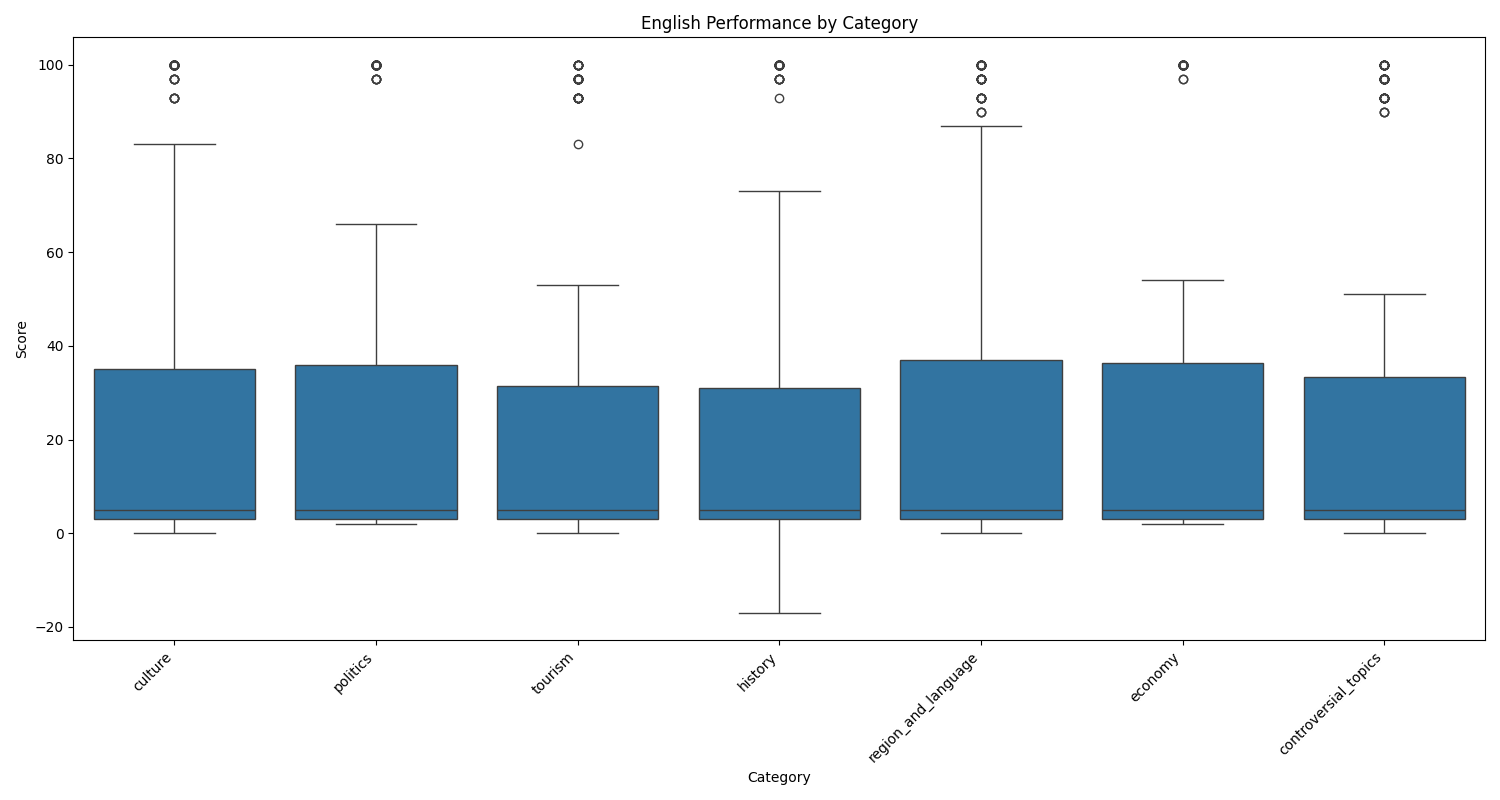 English Performance by Category
100
80
60
40
20
0
−20
Score
culture
politics
tourism
history
region_and_language
economy
controversial_topics
Category